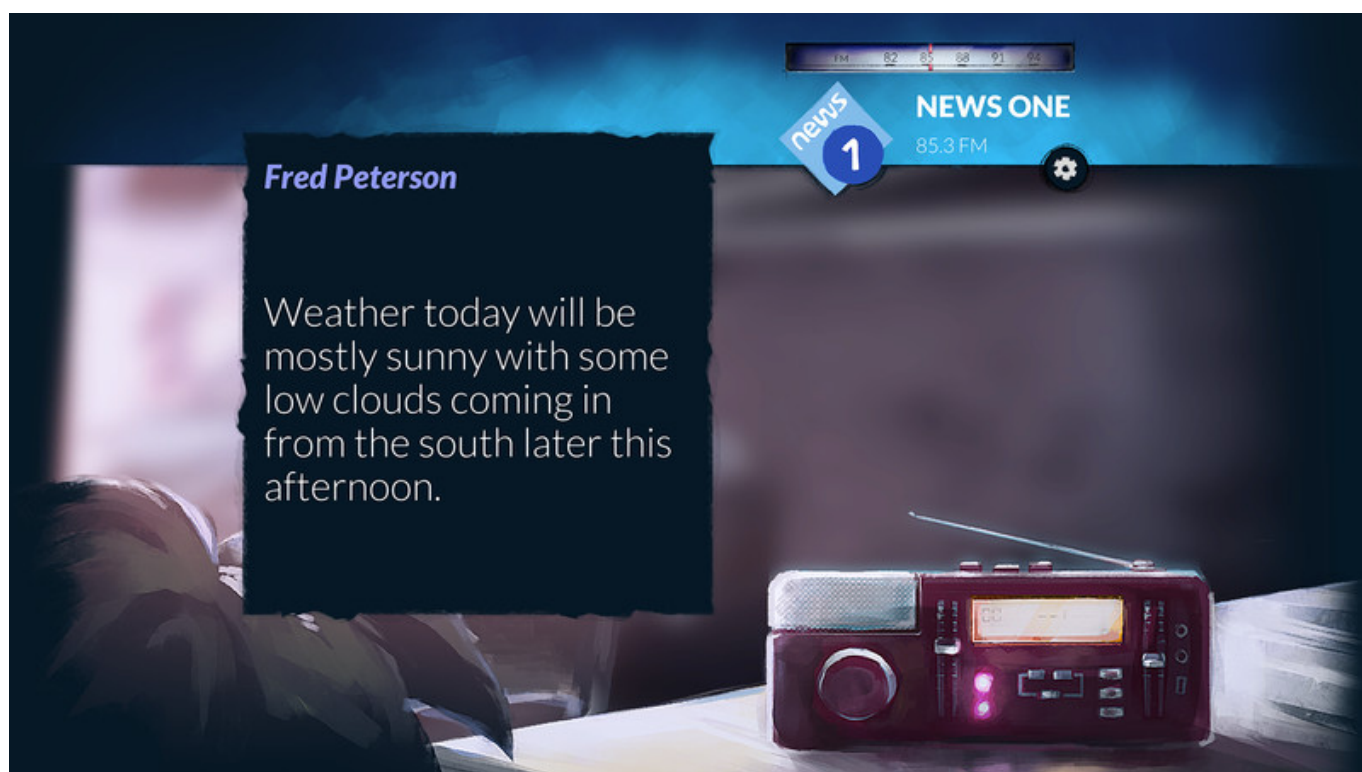 FM 82 85 88 91 94
news
1
NEWS ONE
85.3 FM
Fred Peterson
Weather today will be
mostly sunny with some
low clouds coming in
from the south later this
afternoon.